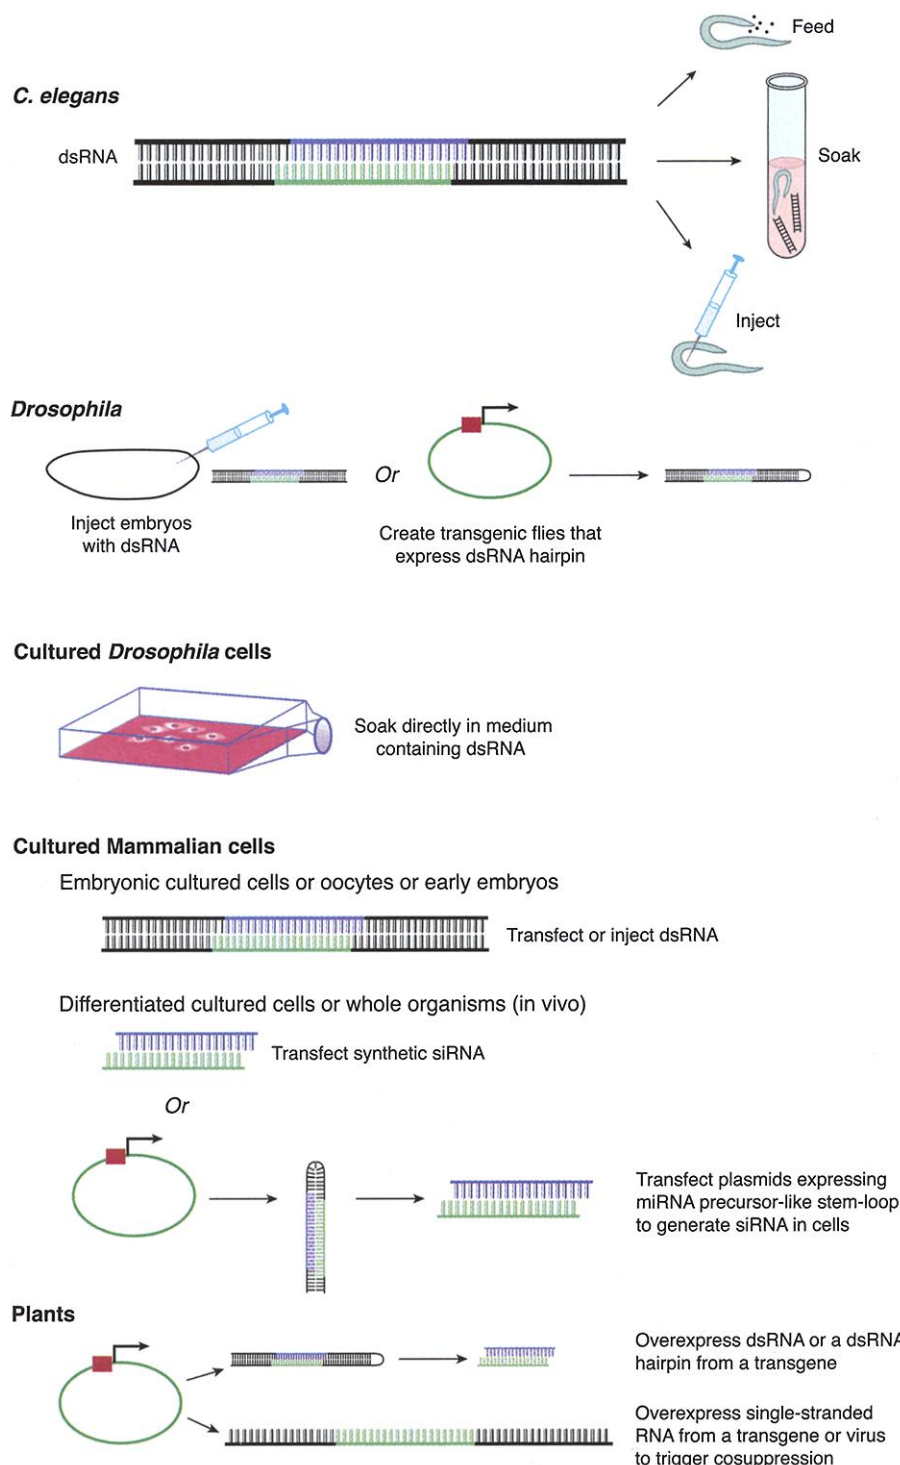 Feed
C. elegans
dsRNA
Soak
Inject
Drosophila
Or
Inject embryos
with dsRNA
Create transgenic flies that
express dsRNA hairpin
Cultured Drosophila cells
Soak directly in medium
containing dsRNA
Cultured Mammalian cells
Embryonic cultured cells or oocytes or early embryos
Transfect or inject dsRNA
Differentiated cultured cells or whole organisms (in vivo)
Transfect synthetic siRNA
Or
Transfect plasmids expressing
miRNA precursor-like stem-loop
to generate siRNA in cells
Plants
Overexpress dsRNA or a dsRNA
hairpin from a transgene
Overexpress single-stranded
RNA from a transgene or virus
to trigger cosuppression